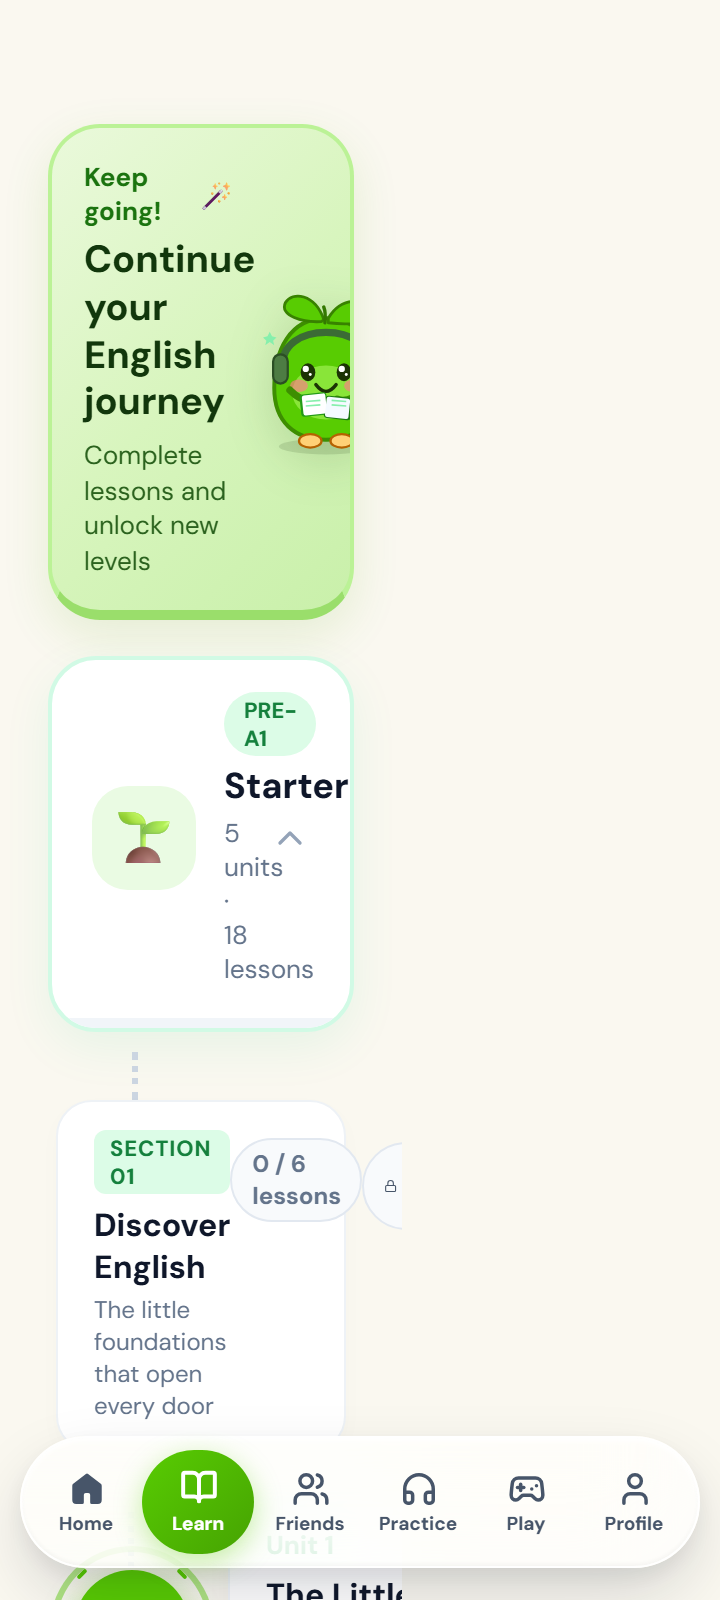 Keep
going!
Continue
your
English
journey
Complete
lessons and
unlock new
levels
PRE-
A1
Starter
5
units
·
18
lessons
SECTION
01
0 / 6
lessons
Discover
English
The little
foundations
that open
every door
Home
Learn
Friends
Practice
Play
Profile
Unit 1
The Little